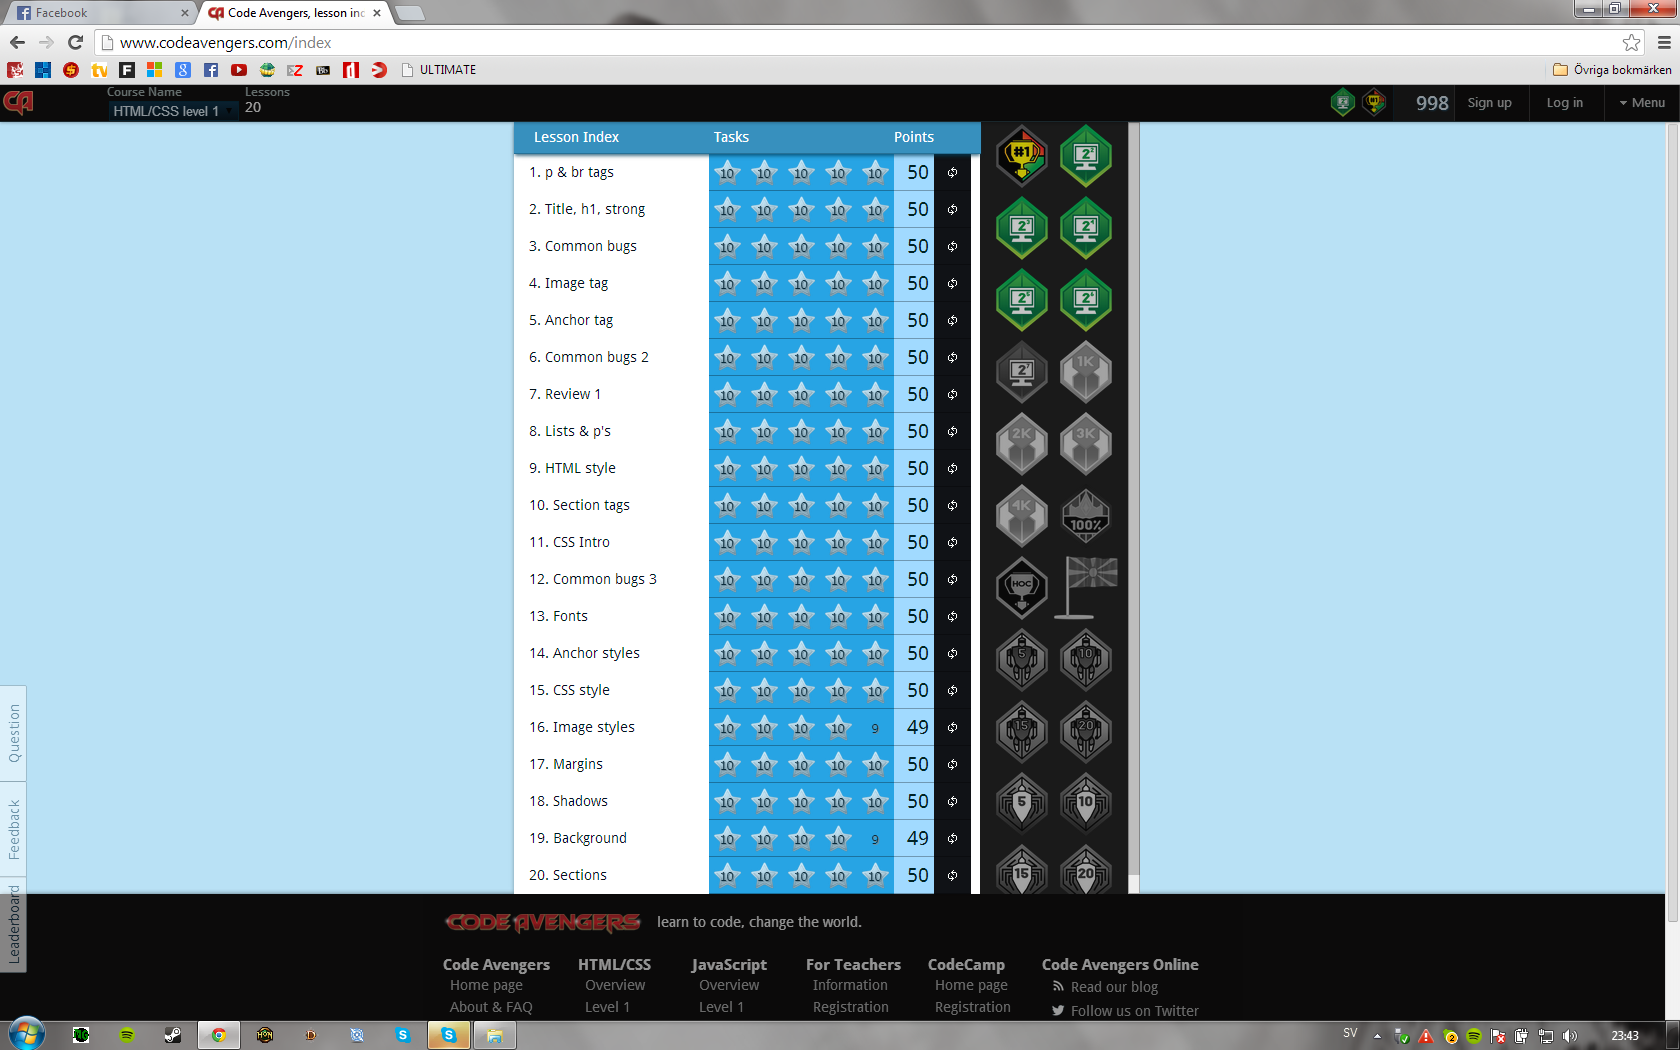 Facebook
Code Avengers, lesson inc
www.codeavengers.com/index
ULTIMATE
Övriga bokmärken
Course Name
Lessons
HTML/CSS level 1
20
998
Sign up
Log in
Menu
Lesson Index Tasks Points
1. p & br tags 10 10 10 10 10 50
2. Title, h1, strong 10 10 10 10 10 50
3. Common bugs 10 10 10 10 10 50
4. Image tag 10 10 10 10 10 50
5. Anchor tag 10 10 10 10 10 50
6. Common bugs 2 10 10 10 10 10 50
7. Review 1 10 10 10 10 10 50
8. Lists & p's 10 10 10 10 10 50
9. HTML style 10 10 10 10 10 50
10. Section tags 10 10 10 10 10 50
11. CSS Intro 10 10 10 10 10 50
12. Common bugs 3 10 10 10 10 10 50
13. Fonts 10 10 10 10 10 50
14. Anchor styles 10 10 10 10 10 50
15. CSS style 10 10 10 10 10 50
16. Image styles 10 10 10 10 9 49
17. Margins 10 10 10 10 10 50
18. Shadows 10 10 10 10 10 50
19. Background 10 10 10 10 9 49
20. Sections 10 10 10 10 10 50
#1
1K
2K 3K
4K 100%
HOC
5 10
15 20
5 10
15 20
Question
Feedback
Leaderboard
CODE AVENGERS learn to code, change the world.
Code Avengers HTML/CSS JavaScript For Teachers CodeCamp Code Avengers Online
Home page Overview Overview Information Home page Read our blog
About & FAQ Level 1 Level 1 Registration Registration Follow us on Twitter
SV
23:43